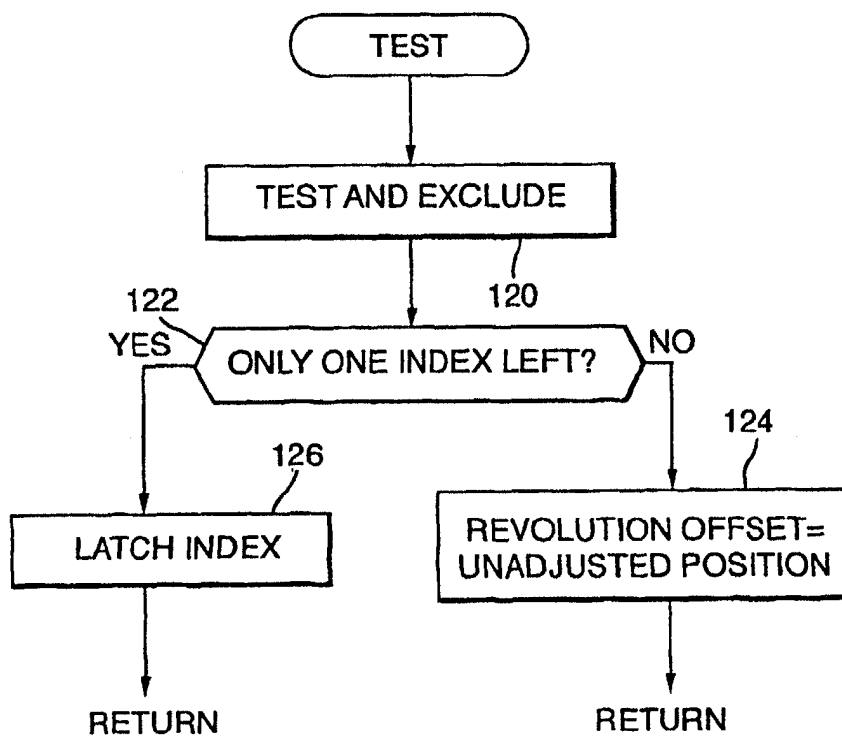 TEST
TEST AND EXCLUDE
120
122
YES
ONLY ONE INDEX LEFT?
NO
124
126
LATCH INDEX
REVOLUTION OFFSET=
UNADJUSTED POSITION
RETURN
RETURN